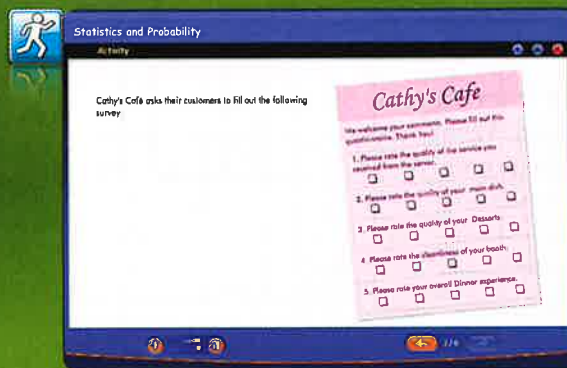 Statistics and Probability
Activity
Cathy's Cafe asks their customers to fill out the following
survey
Cathy's Cafe
We welcome your comments. Please fill out this
questionnaire. Thank You!
1. Please rate the quality of the service you
received from the server.
2. Please rate the quality of your main dish.
3. Please rate the quality of your Desserts
4. Please rate the cleanliness of your booth.
5. Please rate your overall Dinner experience.
1/6